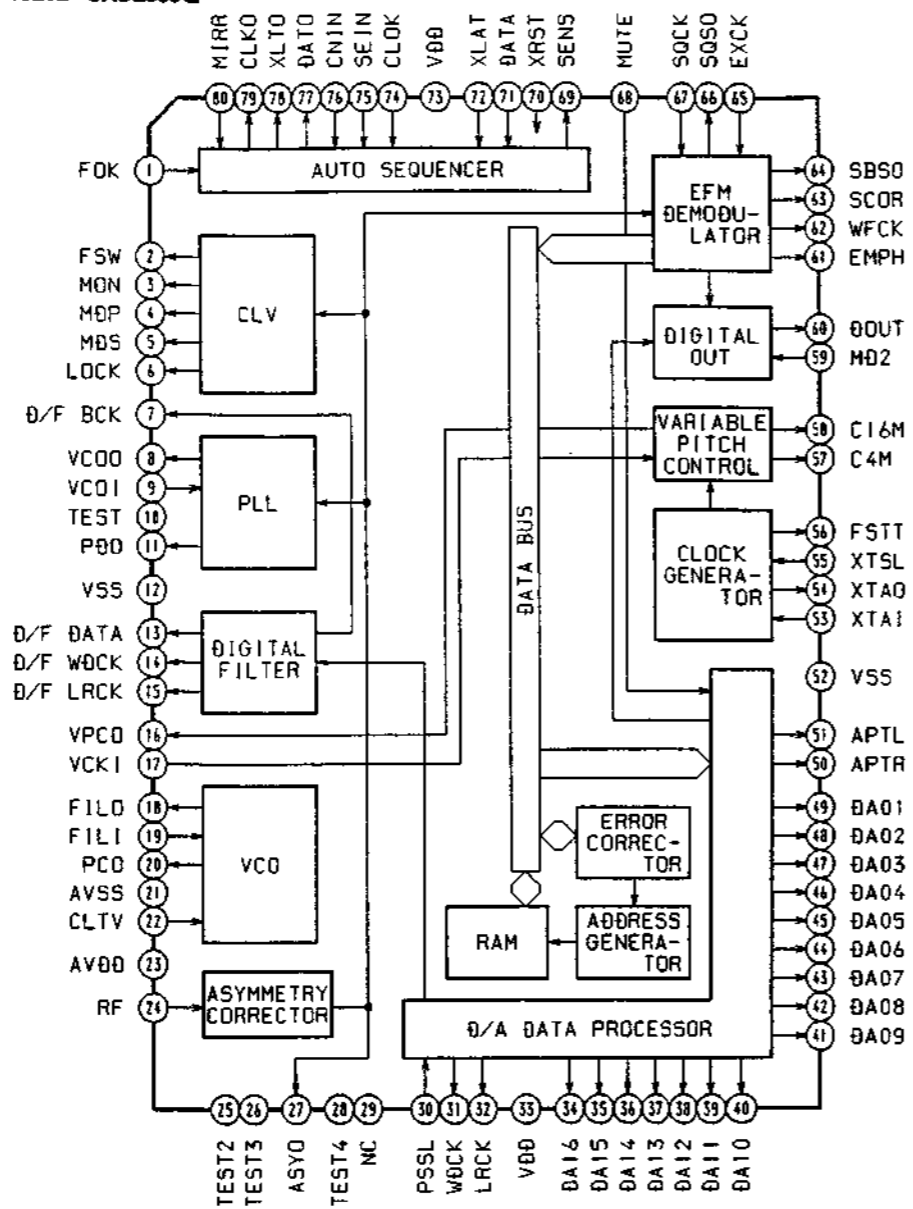 MIRR
CLKO
XLTO
DATO
CNIN
SEIN
CLOK
VDD
XLAT
DATA
XRST
SENS
MUTE
SQCK
SQSO
EXCK
80 79 78 77 76 75 74 73 72 71 70 69 68 67 66 65
FOK 1
AUTO SEQUENCER
EFM
DEMODU-
LATOR
64 SBSO
63 SCOR
62 WFCK
61 EMPH
FSW 2
MON 3
MDP 4
MDS 5
LOCK 6
CLV
DIGITAL
OUT
60 DOUT
59 MD2
D/F BCK 7
VCOO 8
VCOI 9
TEST 10
PDO 11
PLL
VARIABLE
PITCH
CONTROL
58 C16M
57 C4M
DATA BUS
CLOCK
GENERA-
TOR
56 FSTT
55 XTSL
54 XTAO
53 XTAI
VSS 12
D/F DATA 13
D/F WDCK 14
D/F LRCK 15
DIGITAL
FILTER
52 VSS
VPCO 16
VCKI 17
51 APTL
50 APTR
FILO 18
FILI 19
PCO 20
AVSS 21
CLTV 22
VCO
ERROR
CORREC-
TOR
RAM
ADDRESS
GENERA-
TOR
49 DA01
48 DA02
47 DA03
46 DA04
45 DA05
44 DA06
43 DA07
42 DA08
41 DA09
AVDD 23
RF 24
ASYMMETRY
CORRECTOR
D/A DATA PROCESSOR
25 26 27 28 29 30 31 32 33 34 35 36 37 38 39 40
TEST2
TEST3
ASYO
TEST4
NC
PSSL
WDCK
LRCK
VDD
DA16
DA15
DA14
DA13
DA12
DA11
DA10